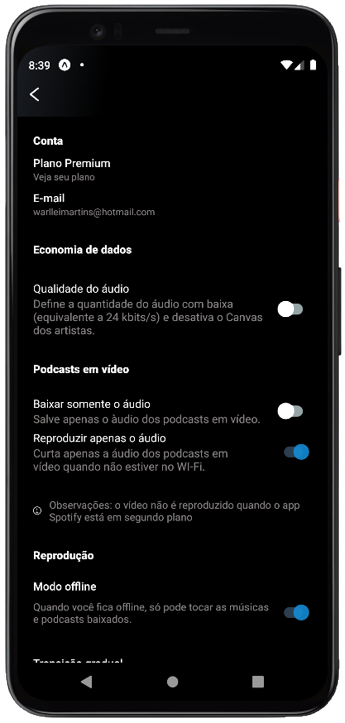 8:39
Conta
Plano Premium
Veja seu plano
E-mail
warlleimartins@hotmail.com
Economia de dados
Qualidade do áudio
Define a quantidade do áudio com baixa
(equivalente a 24 kbits/s) e desativa o Canvas
dos artistas.
Podcasts em vídeo
Baixar somente o áudio
Salve apenas o àudio dos podcasts em vídeo.
Reproduzir apenas o áudio
Curta apenas a áudio dos podcasts em
vídeo quando não estiver no WI-Fi.
Observações: o vídeo não é reproduzido quando o app
Spotify está em segundo plano
Reprodução
Modo offline
Quando você fica offline, só pode tocar as músicas
e podcasts baixados.
Transição gradual